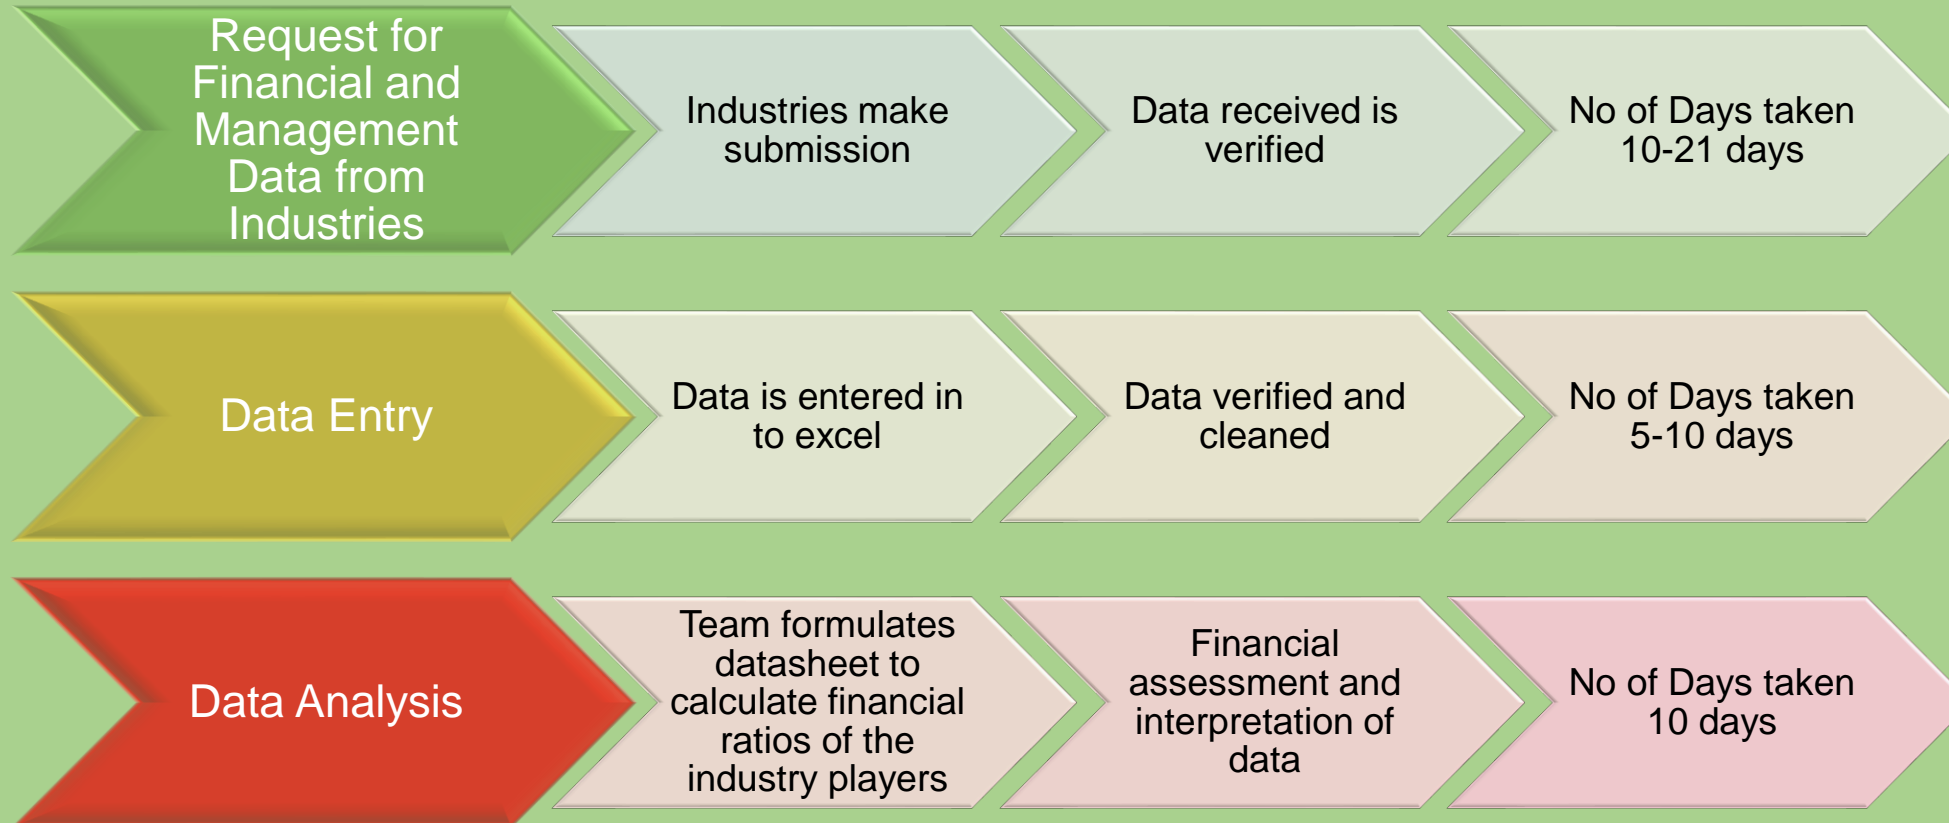 Request for
Financial and
Management
Data from
Industries
Industries make
submission
Data received is
verified
No of Days taken
10-21 days
Data Entry
Data is entered in
to excel
Data verified and
cleaned
No of Days taken
5-10 days
Data Analysis
Team formulates
datasheet to
calculate financial
ratios of the
industry players
Financial
assessment and
interpretation of
data
No of Days taken
10 days